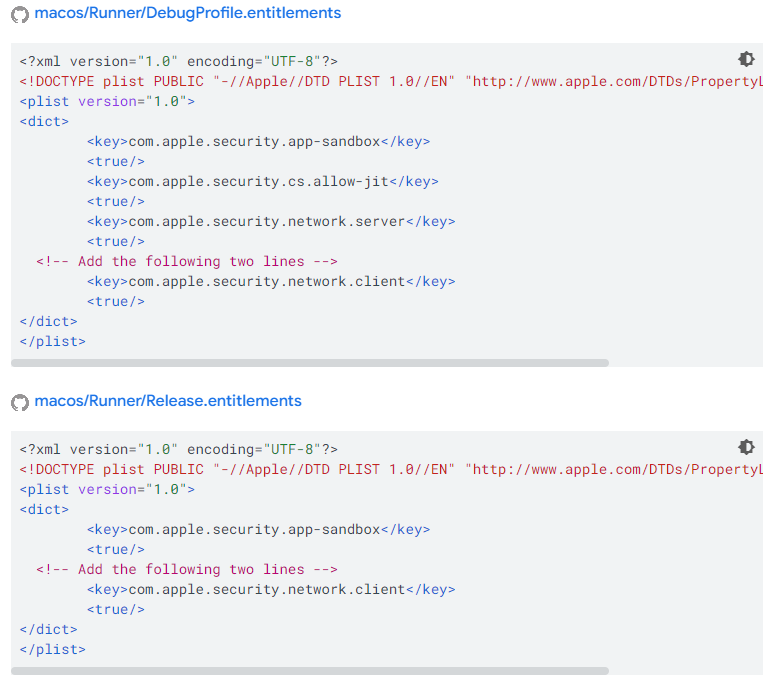 macos/Runner/DebugProfile.entitlements
<?xml version="1.0" encoding="UTF-8"?>
<!DOCTYPE plist PUBLIC "-//Apple//DTD PLIST 1.0//EN" "http://www.apple.com/DTDs/PropertyL
<plist version="1.0">
<dict>
        <key>com.apple.security.app-sandbox</key>
        <true/>
        <key>com.apple.security.cs.allow-jit</key>
        <true/>
        <key>com.apple.security.network.server</key>
        <true/>
  <!-- Add the following two lines -->
        <key>com.apple.security.network.client</key>
        <true/>
</dict>
</plist>
macos/Runner/Release.entitlements
<?xml version="1.0" encoding="UTF-8"?>
<!DOCTYPE plist PUBLIC "-//Apple//DTD PLIST 1.0//EN" "http://www.apple.com/DTDs/PropertyL
<plist version="1.0">
<dict>
        <key>com.apple.security.app-sandbox</key>
        <true/>
  <!-- Add the following two lines -->
        <key>com.apple.security.network.client</key>
        <true/>
</dict>
</plist>